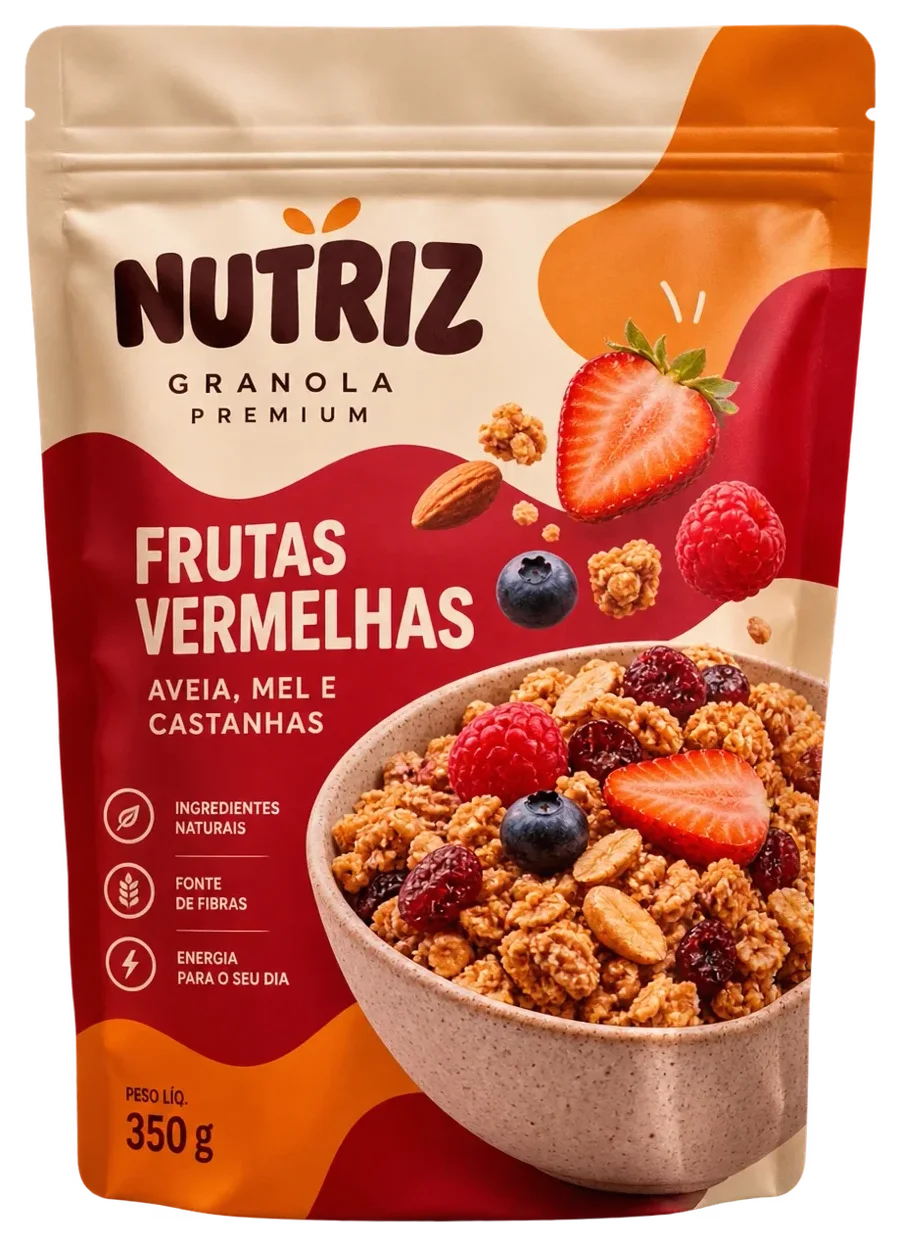 NUTRIZ
GRANOLA
PREMIUM
FRUTAS
VERMELHAS
AVEIA, MEL E
CASTANHAS
INGREDIENTES
NATURAIS
FONTE
DE FIBRAS
ENERGIA
PARA O SEU DIA
PESO LÍQ.
350 g